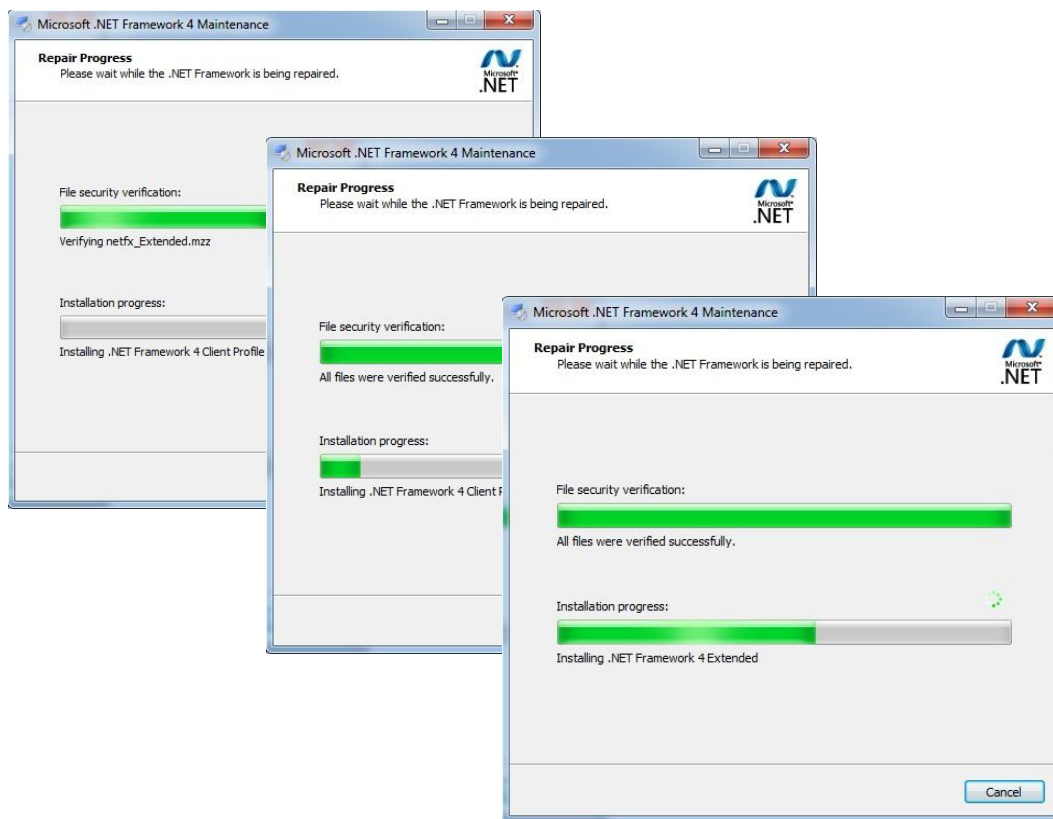 Microsoft .NET Framework 4 Maintenance
Repair Progress
Please wait while the .NET Framework is being repaired.
Microsoft
.NET
File security verification:
Verifying netfx_Extended.mzz
Installation progress:
Installing .NET Framework 4 Client Profile
Microsoft .NET Framework 4 Maintenance
Repair Progress
Please wait while the .NET Framework is being repaired.
Microsoft
.NET
File security verification:
All files were verified successfully.
Installation progress:
Installing .NET Framework 4 Client P
Microsoft .NET Framework 4 Maintenance
Repair Progress
Please wait while the .NET Framework is being repaired.
Microsoft
.NET
File security verification:
All files were verified successfully.
Installation progress:
Installing .NET Framework 4 Extended
Cancel